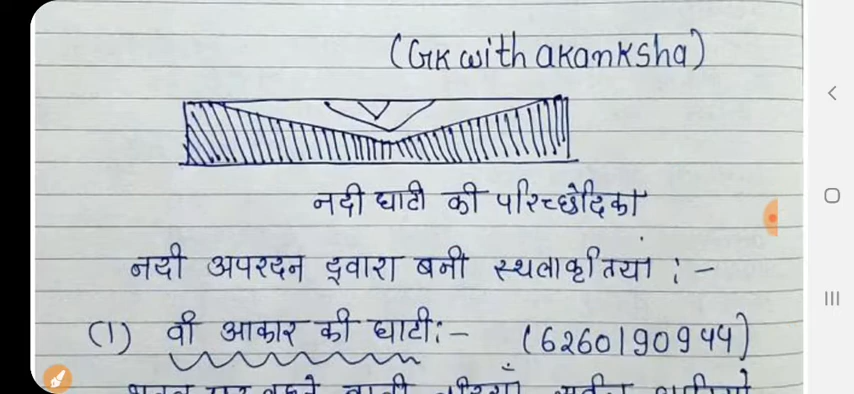 (GK with akanksha)
नदी घाटी की परिच्छेदिका
नदी अपरदन द्वारा बनी स्थलाकृतियां :-
(1) वी आकार की घाटी:- (6260190944)